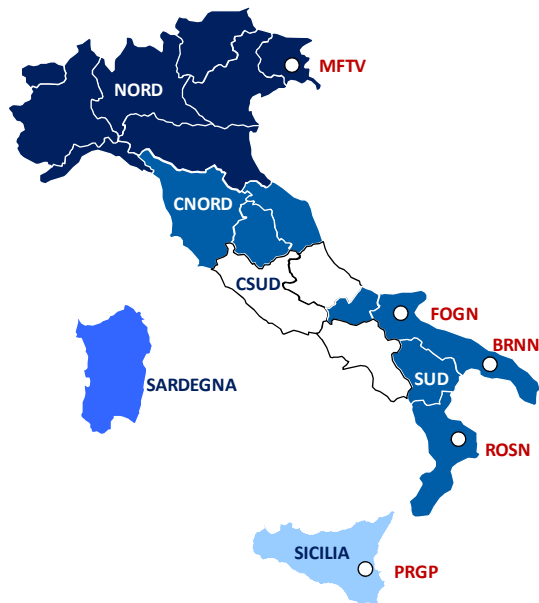 MFTV
NORD
CNORD
CSUD
FOGN
BRNN
SARDEGNA
SUD
ROSN
SICILIA
PRGP